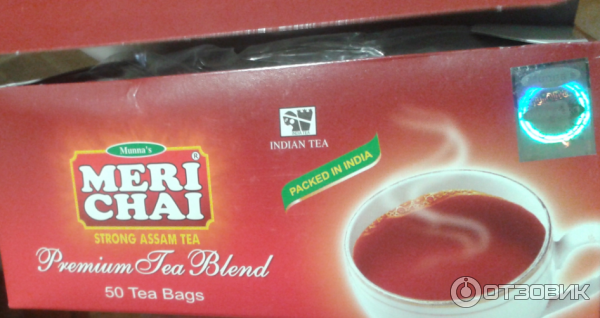 Munna's
MERI
CHAI
STRONG ASSAM TEA
Premium Tea Blend
50 Tea Bags
INDIAN TEA
PACKED IN INDIA
ОТЗОВИК